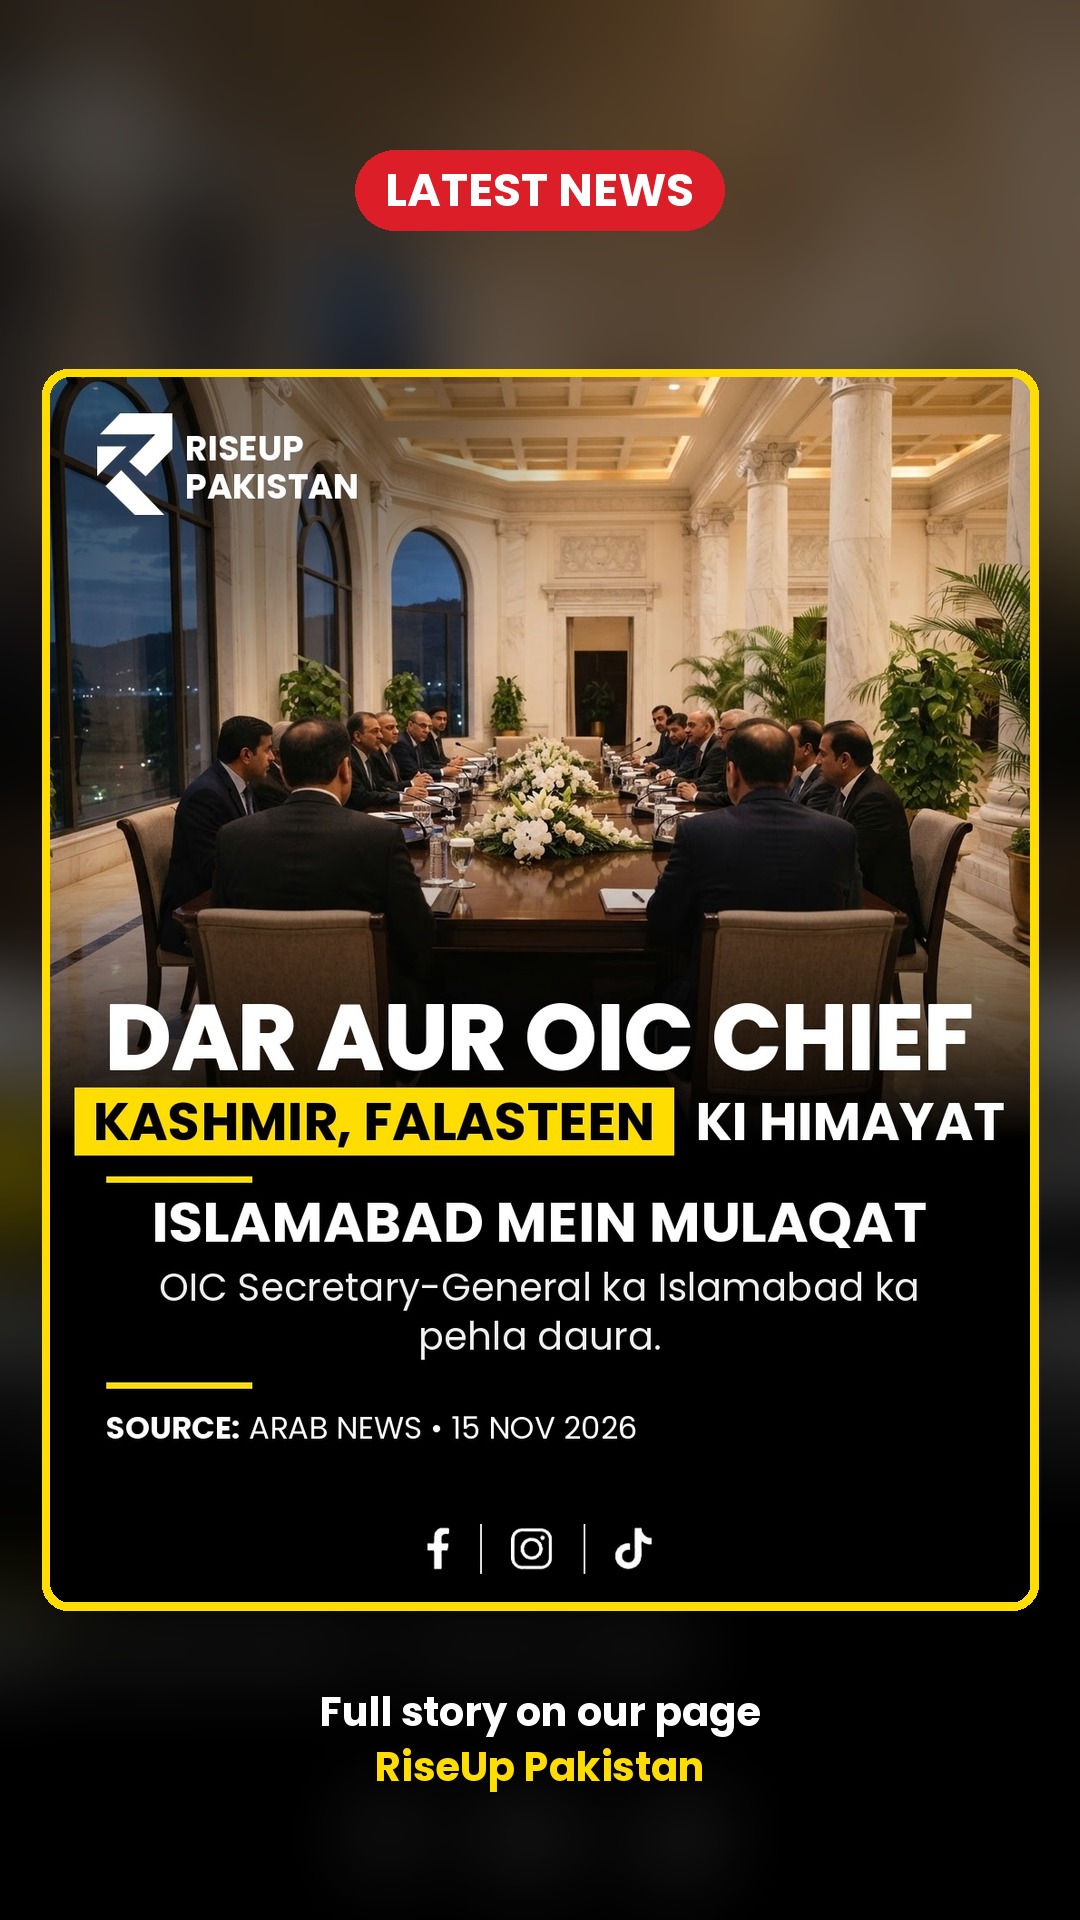 LATEST NEWS
RISEUP
PAKISTAN
DAR AUR OIC CHIEF
KASHMIR, FALASTEEN KI HIMAYAT
ISLAMABAD MEIN MULAQAT
OIC Secretary-General ka Islamabad ka
pehla daura.
SOURCE: ARAB NEWS • 15 NOV 2026
Full story on our page
RiseUp Pakistan